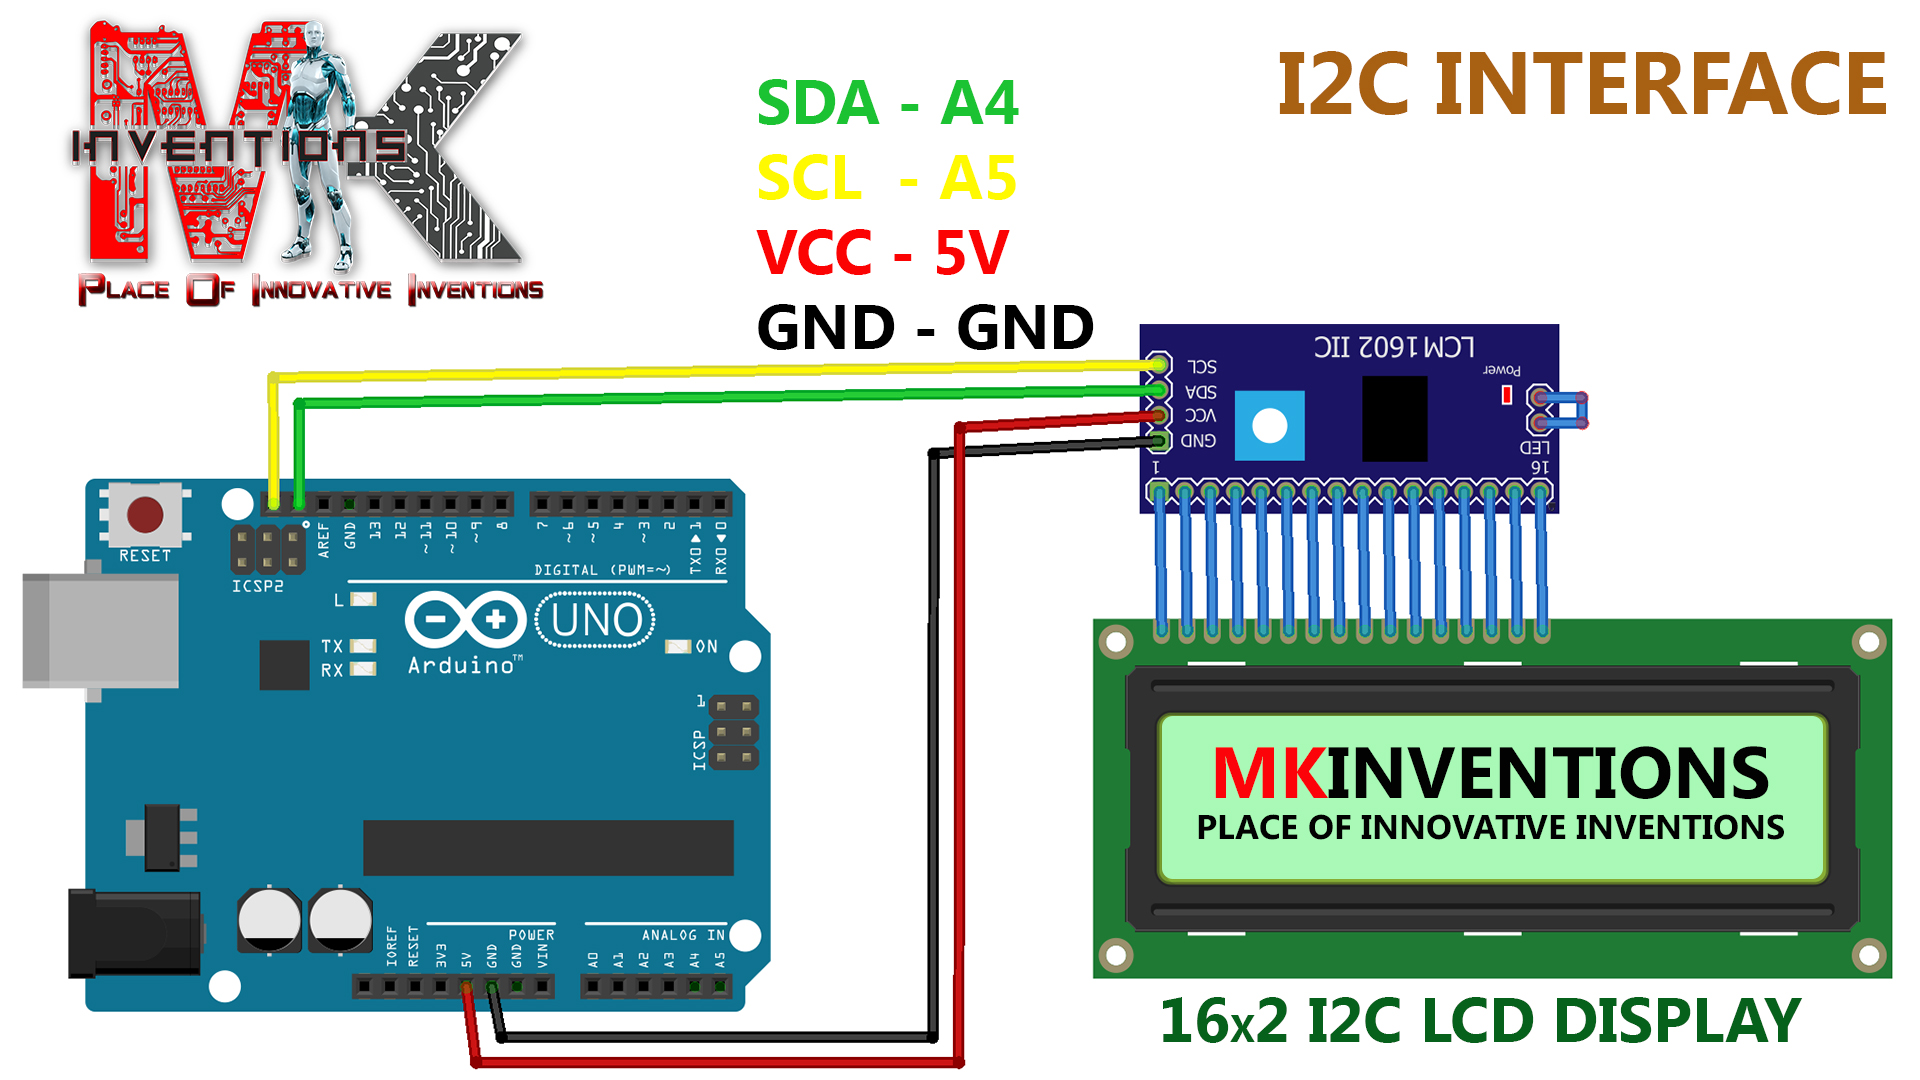 MK
INVENTIONS
PLACE OF INNOVATIVE INVENTIONS
SDA - A4
SCL - A5
VCC - 5V
GND - GND
I2C INTERFACE
LCM1602 IIC
SCL
SDA
VCC
GND
Power
LED
1
16
RESET
ICSP2
AREF
GND
13
12
~11
~10
~9
8
7
~6
~5
4
~3
2
TX0▶1
RX0◀0
DIGITAL (PWM=~)
L
TX
RX
Arduino™
UNO
ON
1
ICSP
IOREF
RESET
3V3
5V
GND
GND
VIN
POWER
ANALOG IN
A0
A1
A2
A3
A4
A5
MKINVENTIONS
PLACE OF INNOVATIVE INVENTIONS
16x2 I2C LCD DISPLAY